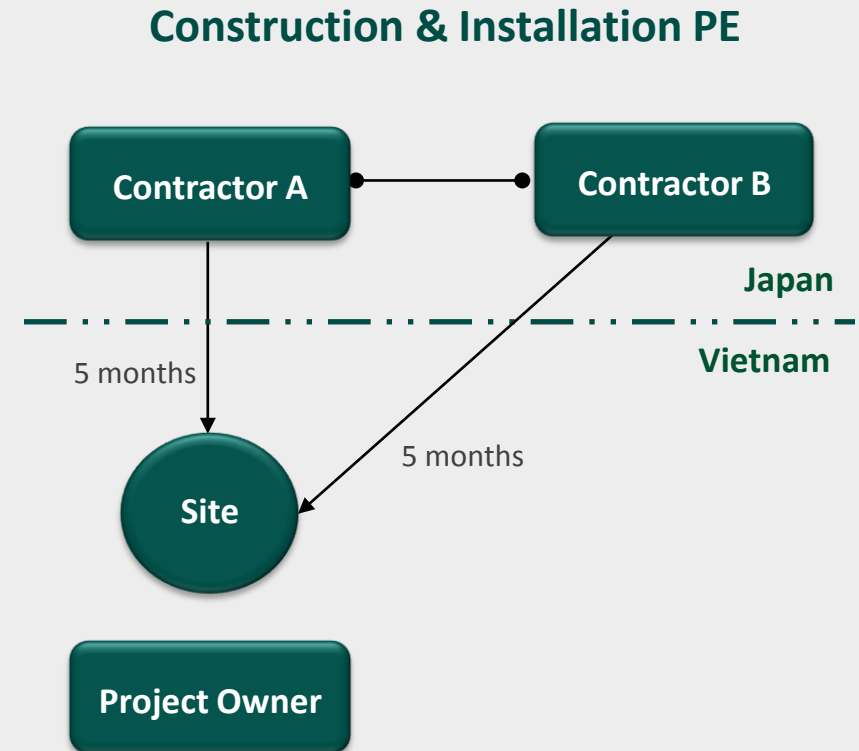 Construction & Installation PE
Contractor A
Contractor B
Japan
Vietnam
5 months
5 months
Site
Project Owner